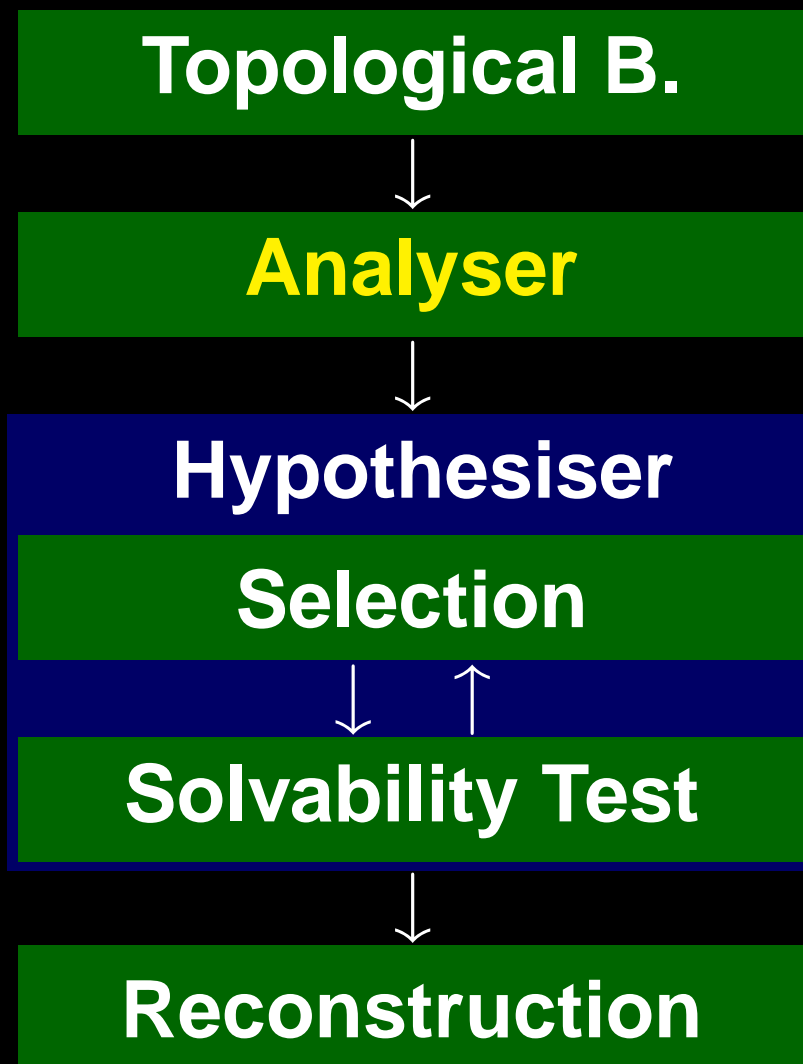 Topological B.
Analyser
Hypothesiser
Selection
Solvability Test
Reconstruction